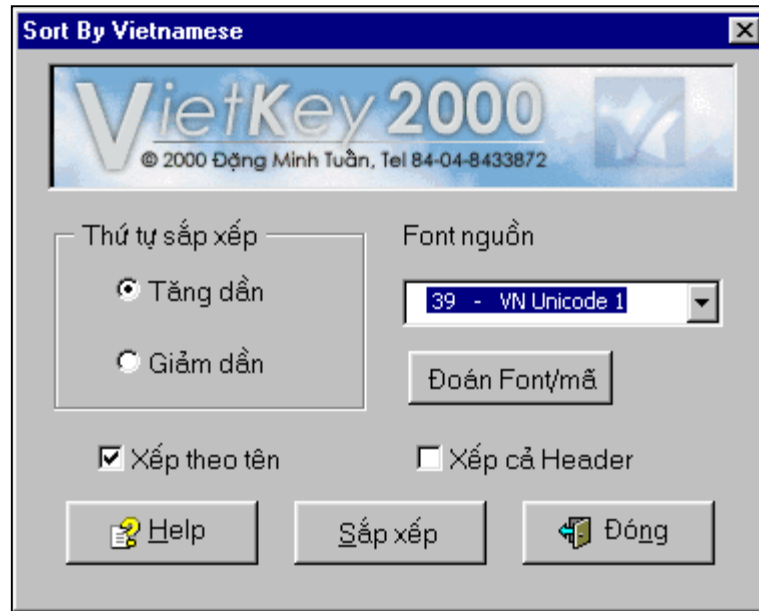 Sort By Vietnamese
VietKey 2000
© 2000 Đặng Minh Tuấn, Tel 84-04-8433872
Thứ tự sắp xếp
Font nguồn
Tăng dần
39 - VN Unicode 1
Giảm dần
Đoán Font/mã
Xếp theo tên
Xếp cả Header
Help
Sắp xếp
Đóng